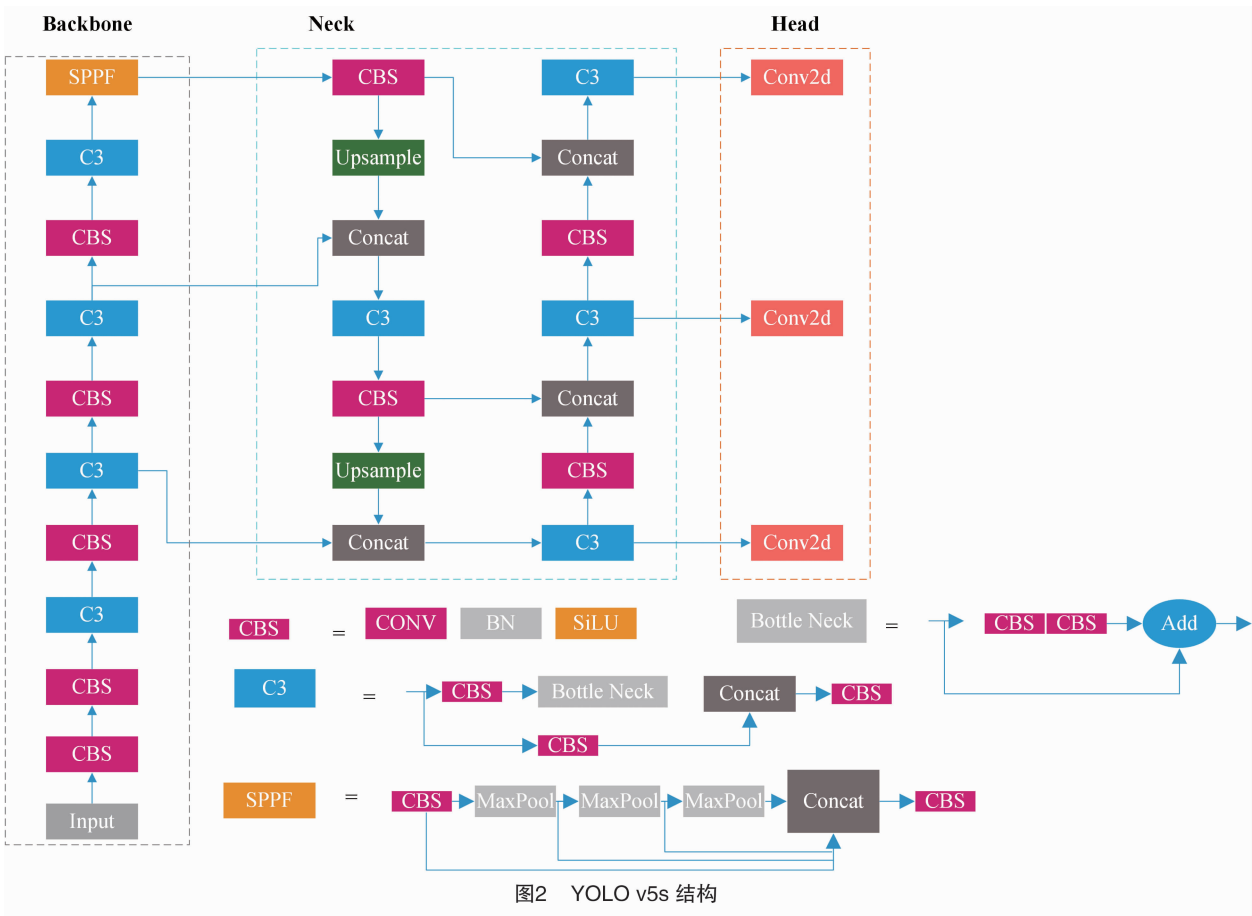 Backbone Neck Head
SPPF CBS C3 Conv2d
C3 Upsample Concat
CBS Concat CBS
C3 C3 C3 Conv2d
CBS CBS Concat
C3 Upsample CBS
CBS Concat C3 Conv2d
C3
CBS = CONV BN SiLU
Bottle Neck = CBS CBS Add
CBS
C3 = CBS Bottle Neck Concat CBS
CBS
CBS
SPPF = CBS MaxPool MaxPool MaxPool Concat CBS
Input
图2 YOLO v5s 结构